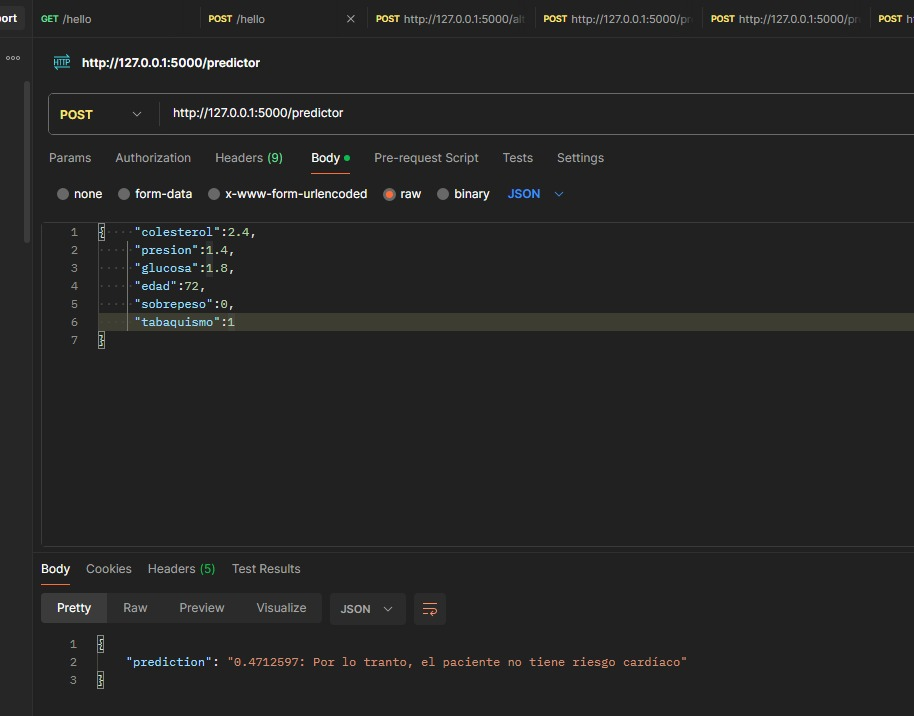 ort GET /hello POST /hello POST http://127.0.0.1:5000/alt POST http://127.0.0.1:5000/pr POST http://127.0.0.1:5000/pr POST h
HTTP http://127.0.0.1:5000/predictor
POST http://127.0.0.1:5000/predictor
Params Authorization Headers (9) Body Pre-request Script Tests Settings
none form-data x-www-form-urlencoded raw binary JSON
1 { "colesterol":2.4,
2 "presion":1.4,
3 "glucosa":1.8,
4 "edad":72,
5 "sobrepeso":0,
6 "tabaquismo":1
7 }
Body Cookies Headers (5) Test Results
Pretty Raw Preview Visualize JSON
1 {
2 "prediction": "0.4712597: Por lo tranto, el paciente no tiene riesgo cardíaco"
3 }